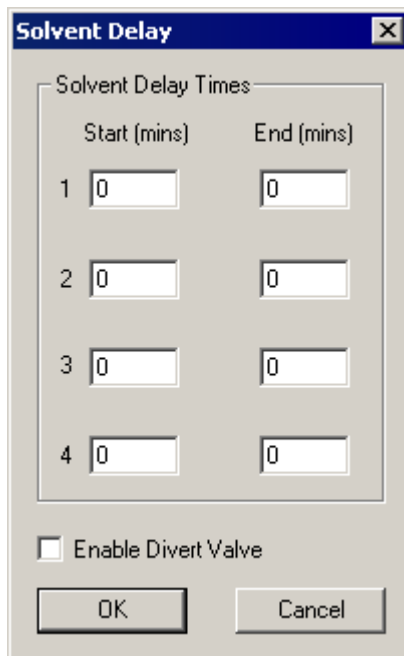 Solvent Delay
Solvent Delay Times
Start (mins) End (mins)
1 0 0
2 0 0
3 0 0
4 0 0
Enable Divert Valve
OK Cancel